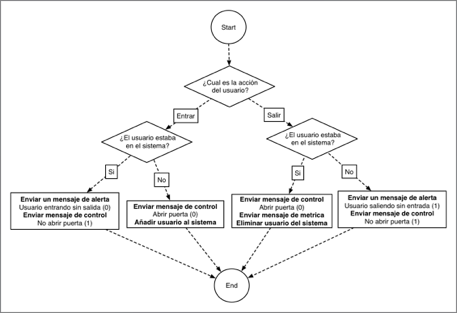 Start
¿Cual es la acción
del usuario?
Entrar
Salir
¿El usuario estaba
en el sistema?
¿El usuario estaba
en el sistema?
Si
No
Si
No
Enviar un mensaje de alerta
Usuario entrando sin salida (0)
Enviar mensaje de control
No abrir puerta (1)
Enviar mensaje de control
Abrir puerta (0)
Añadir usuario al sistema
Enviar mensaje de control
Abrir puerta (0)
Enviar mensaje de metrica
Eliminar usuario del sistema
Enviar un mensaje de alerta
Usuario saliendo sin entrada (1)
Enviar mensaje de control
No abrir puerta (1)
End